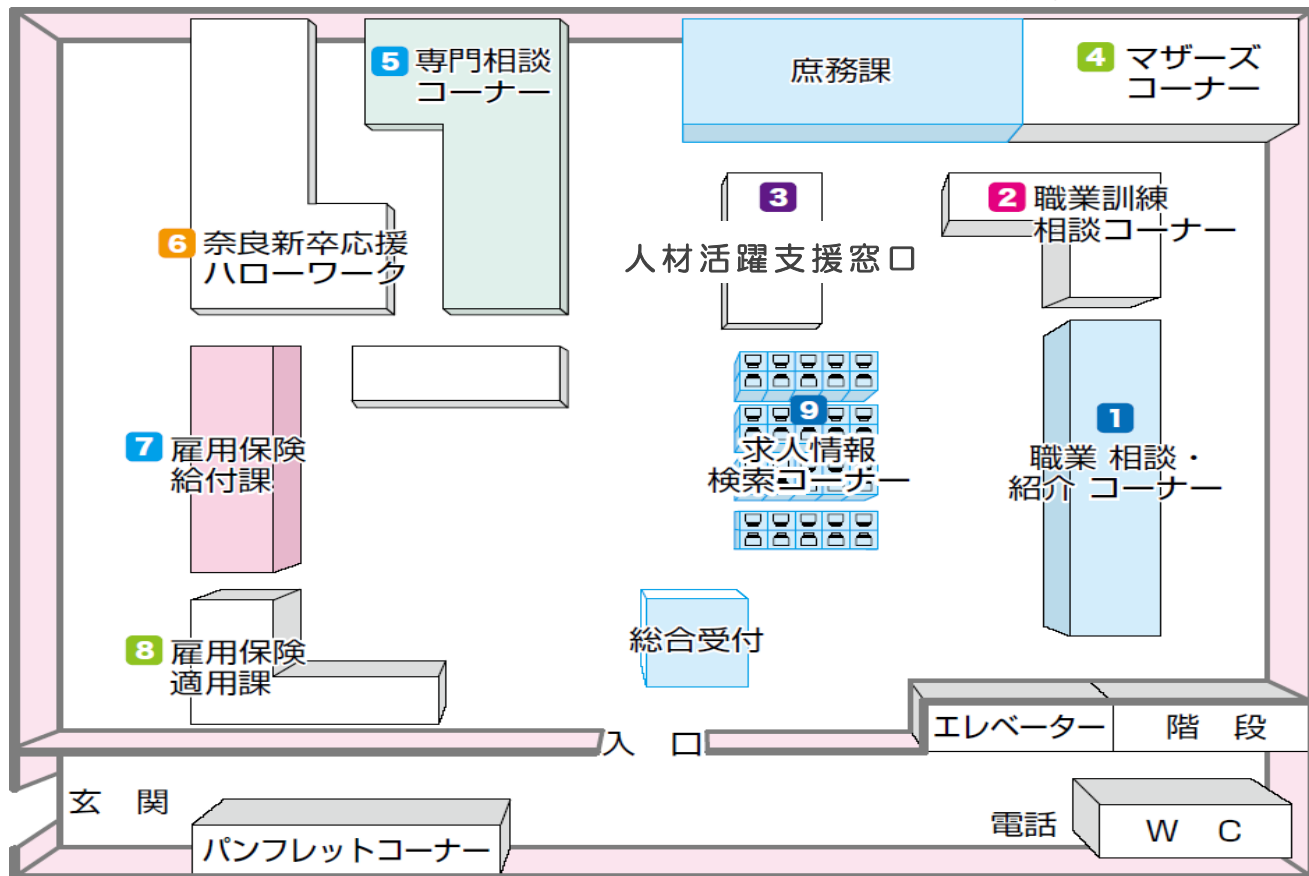 5 専門相談
コーナー
庶務課
4 マザーズ
コーナー
3
人材活躍支援窓口
2 職業訓練
相談コーナー
6 奈良新卒応援
ハローワーク
7 雇用保険
給付課
9
求人情報
検索コーナー
1
職業 相談・
紹介 コーナー
8 雇用保険
適用課
総合受付
入 口
エレベーター
階 段
玄 関
パンフレットコーナー
電話
W C